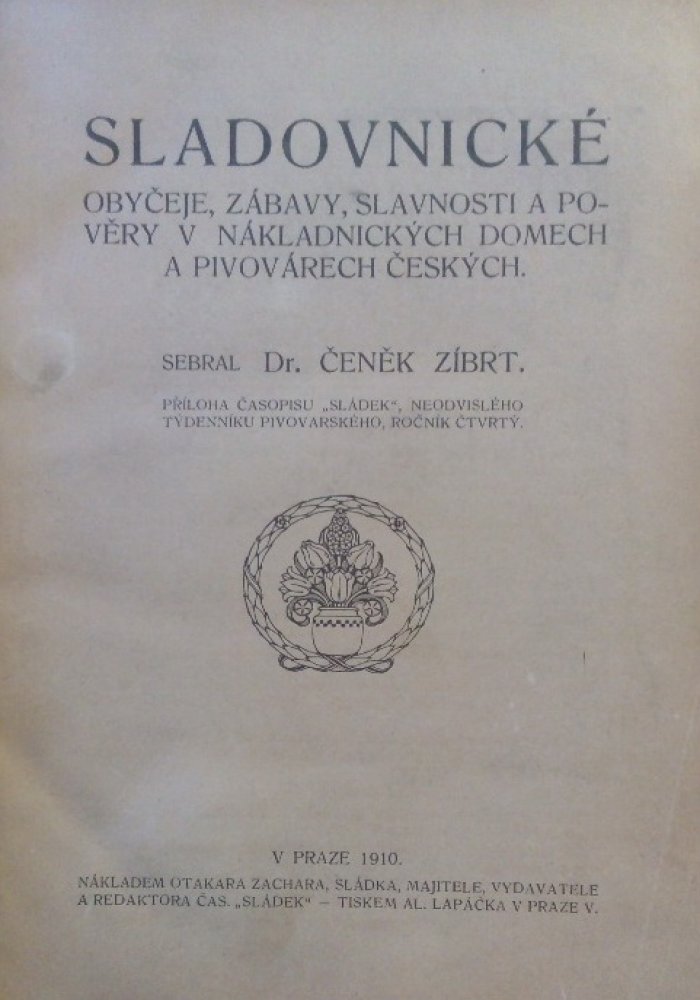 SLADOVNICKÉ
OBYČEJE, ZÁBAVY, SLAVNOSTI A PO-
VĚRY V NÁKLADNICKÝCH DOMECH
A PIVOVÁRECH ČESKÝCH.
SEBRAL Dr. ČENĚK ZÍBRT.
PŘÍLOHA ČASOPISU „SLÁDEK“, NEODVISLÉHO
TÝDENNÍKU PIVOVARSKÉHO, ROČNÍK ČTVRTÝ.
V PRAZE 1910.
NÁKLADEM OTAKARA ZACHARA, SLÁDKA, MAJITELE, VYDAVATELE
A REDAKTORA ČAS. „SLÁDEK“ — TISKEM AL. LAPÁČKA V PRAZE V.